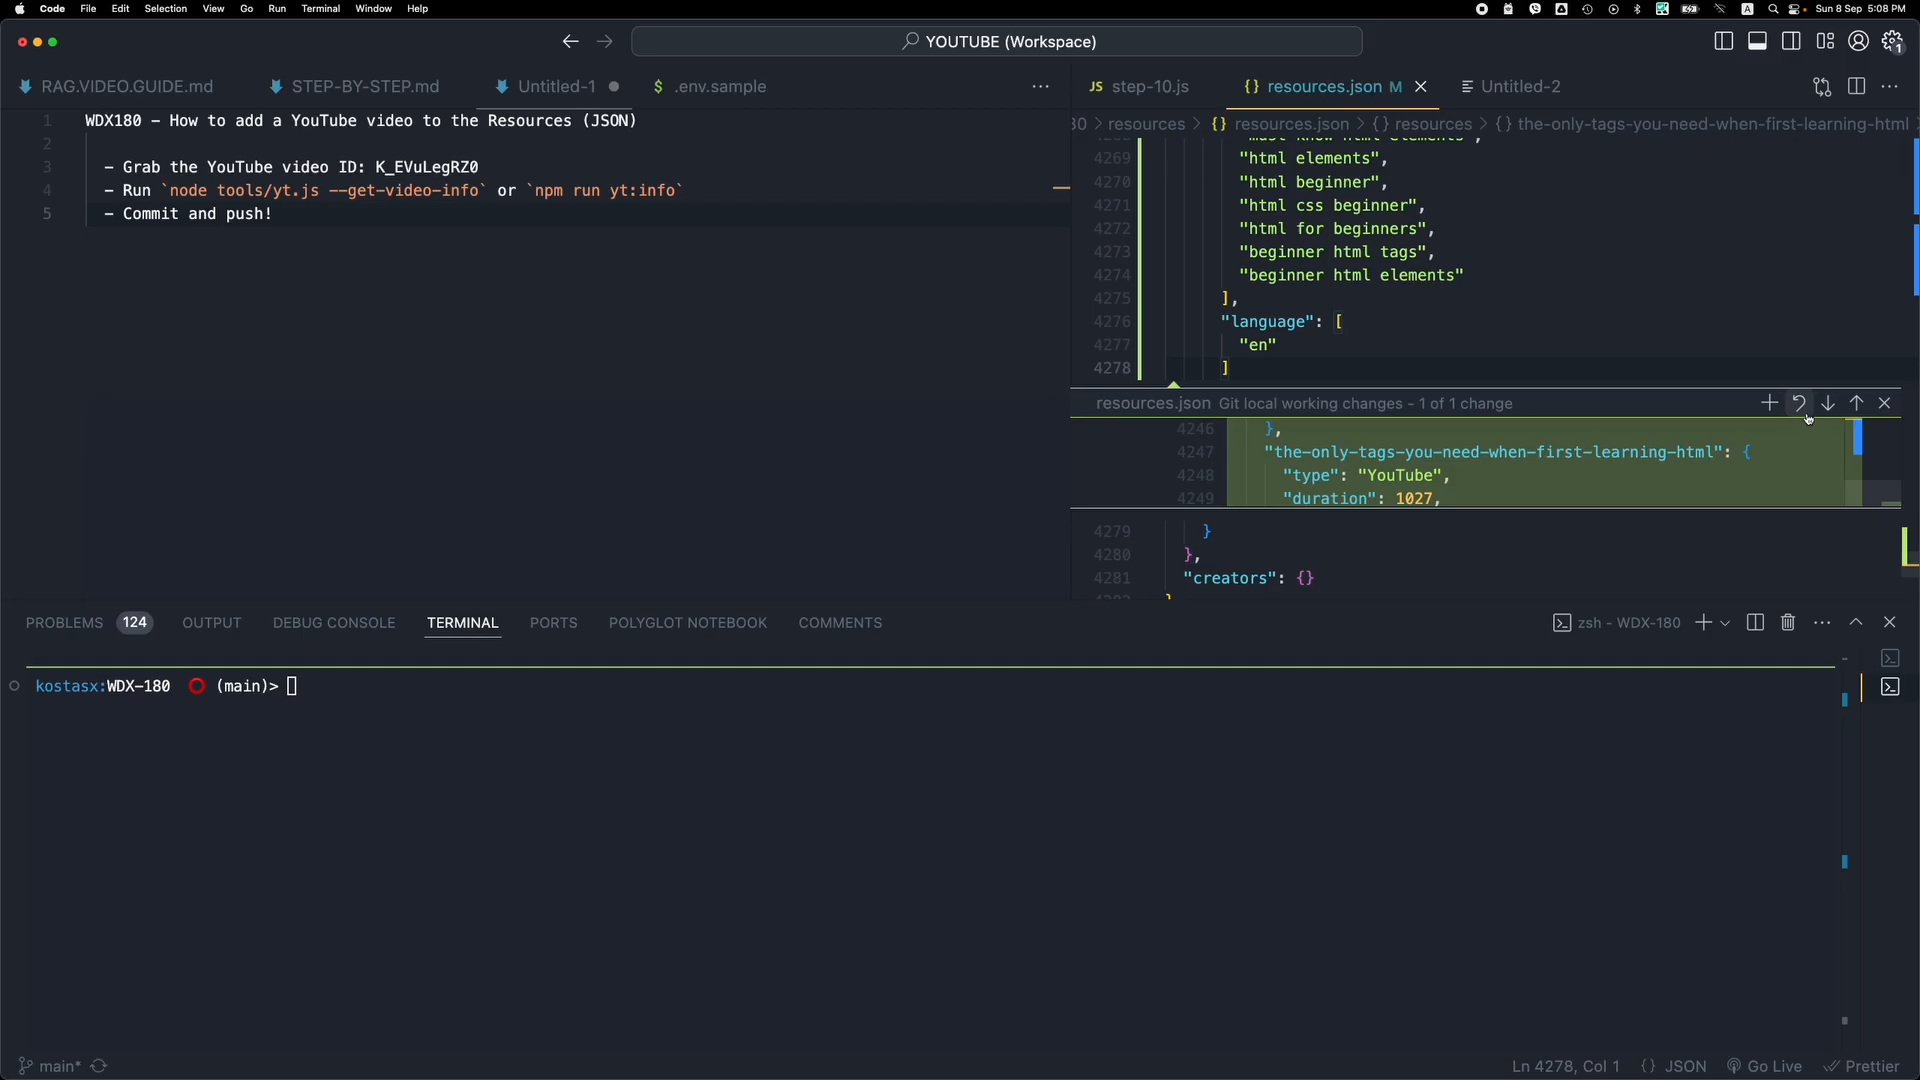 Code File Edit Selection View Go Run Terminal Window Help
A Sun 8 Sep 5:08 PM
YOUTUBE (Workspace)
1
RAG.VIDEO.GUIDE.md STEP-BY-STEP.md Untitled-1 $ .env.sample
JS step-10.js {} resources.json M Untitled-2
30 > resources > {} resources.json > {} resources > {} the-only-tags-you-need-when-first-learning-html
1 WDX180 – How to add a YouTube video to the Resources (JSON)
2
3 – Grab the YouTube video ID: K_EVuLegRZ0
4 – Run `node tools/yt.js --get-video-info` or `npm run yt:info`
5 – Commit and push!
4269 "html elements",
4270 "html beginner",
4271 "html css beginner",
4272 "html for beginners",
4273 "beginner html tags",
4274 "beginner html elements"
4275 ],
4276 "language": [
4277 "en"
4278 ]
resources.json Git local working changes - 1 of 1 change
4246 },
4247 "the-only-tags-you-need-when-first-learning-html": {
4248 "type": "YouTube",
4249 "duration": 1027,
4279 }
4280 },
4281 "creators": {}
PROBLEMS 124 OUTPUT DEBUG CONSOLE TERMINAL PORTS POLYGLOT NOTEBOOK COMMENTS
zsh - WDX-180
kostasx:WDX-180 (main)>
main*
Ln 4278, Col 1 {} JSON Go Live Prettier